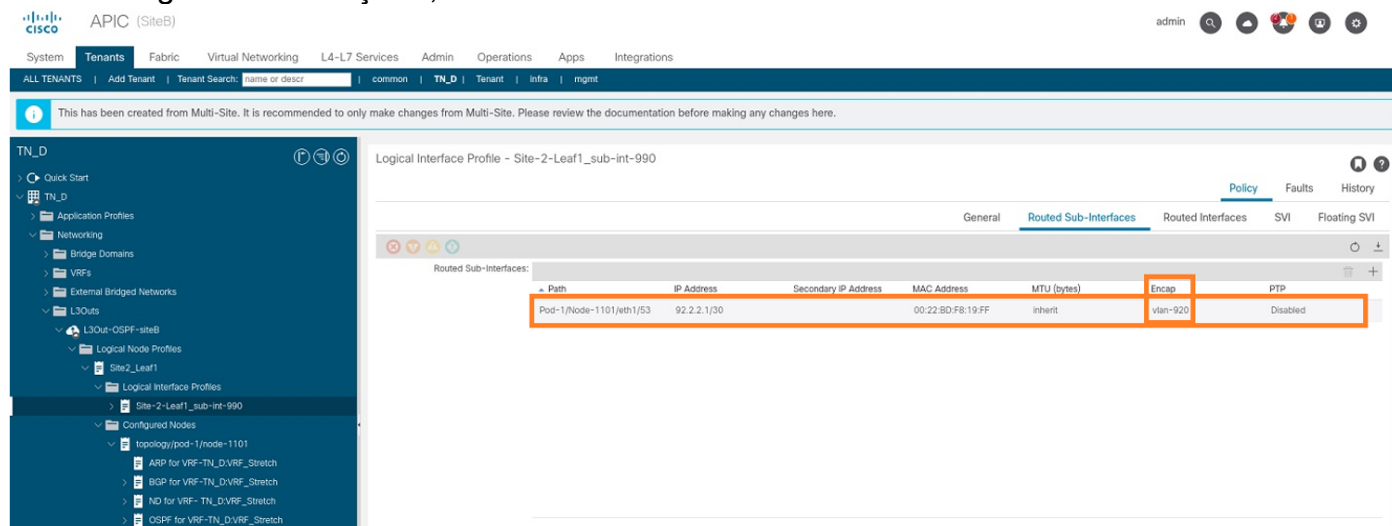 CISCO APIC (SiteB) admin
System Tenants Fabric Virtual Networking L4-L7 Services Admin Operations Apps Integrations
ALL TENANTS | Add Tenant | Tenant Search: name or descr | common | TN_D | Tenant | infra | mgmt
This has been created from Multi-Site. It is recommended to only make changes from Multi-Site. Please review the documentation before making any changes here.
TN_D
Quick Start
TN_D
Application Profiles
Networking
Bridge Domains
VRFs
External Bridged Networks
L3Outs
L3Out-OSPF-siteB
Logical Node Profiles
Site2_Leaf1
Logical Interface Profiles
Site-2-Leaf1_sub-int-990
Configured Nodes
topology/pod-1/node-1101
ARP for VRF-TN_D:VRF_Stretch
BGP for VRF-TN_D:VRF_Stretch
ND for VRF- TN_D:VRF_Stretch
OSPF for VRF-TN_D:VRF_Stretch
Logical Interface Profile - Site-2-Leaf1_sub-int-990
Policy Faults History
General Routed Sub-Interfaces Routed Interfaces SVI Floating SVI
Routed Sub-Interfaces:
Path IP Address Secondary IP Address MAC Address MTU (bytes) Encap PTP
Pod-1/Node-1101/eth1/53 92.2.2.1/30 00:22:BD:F8:19:FF inherit vlan-920 Disabled